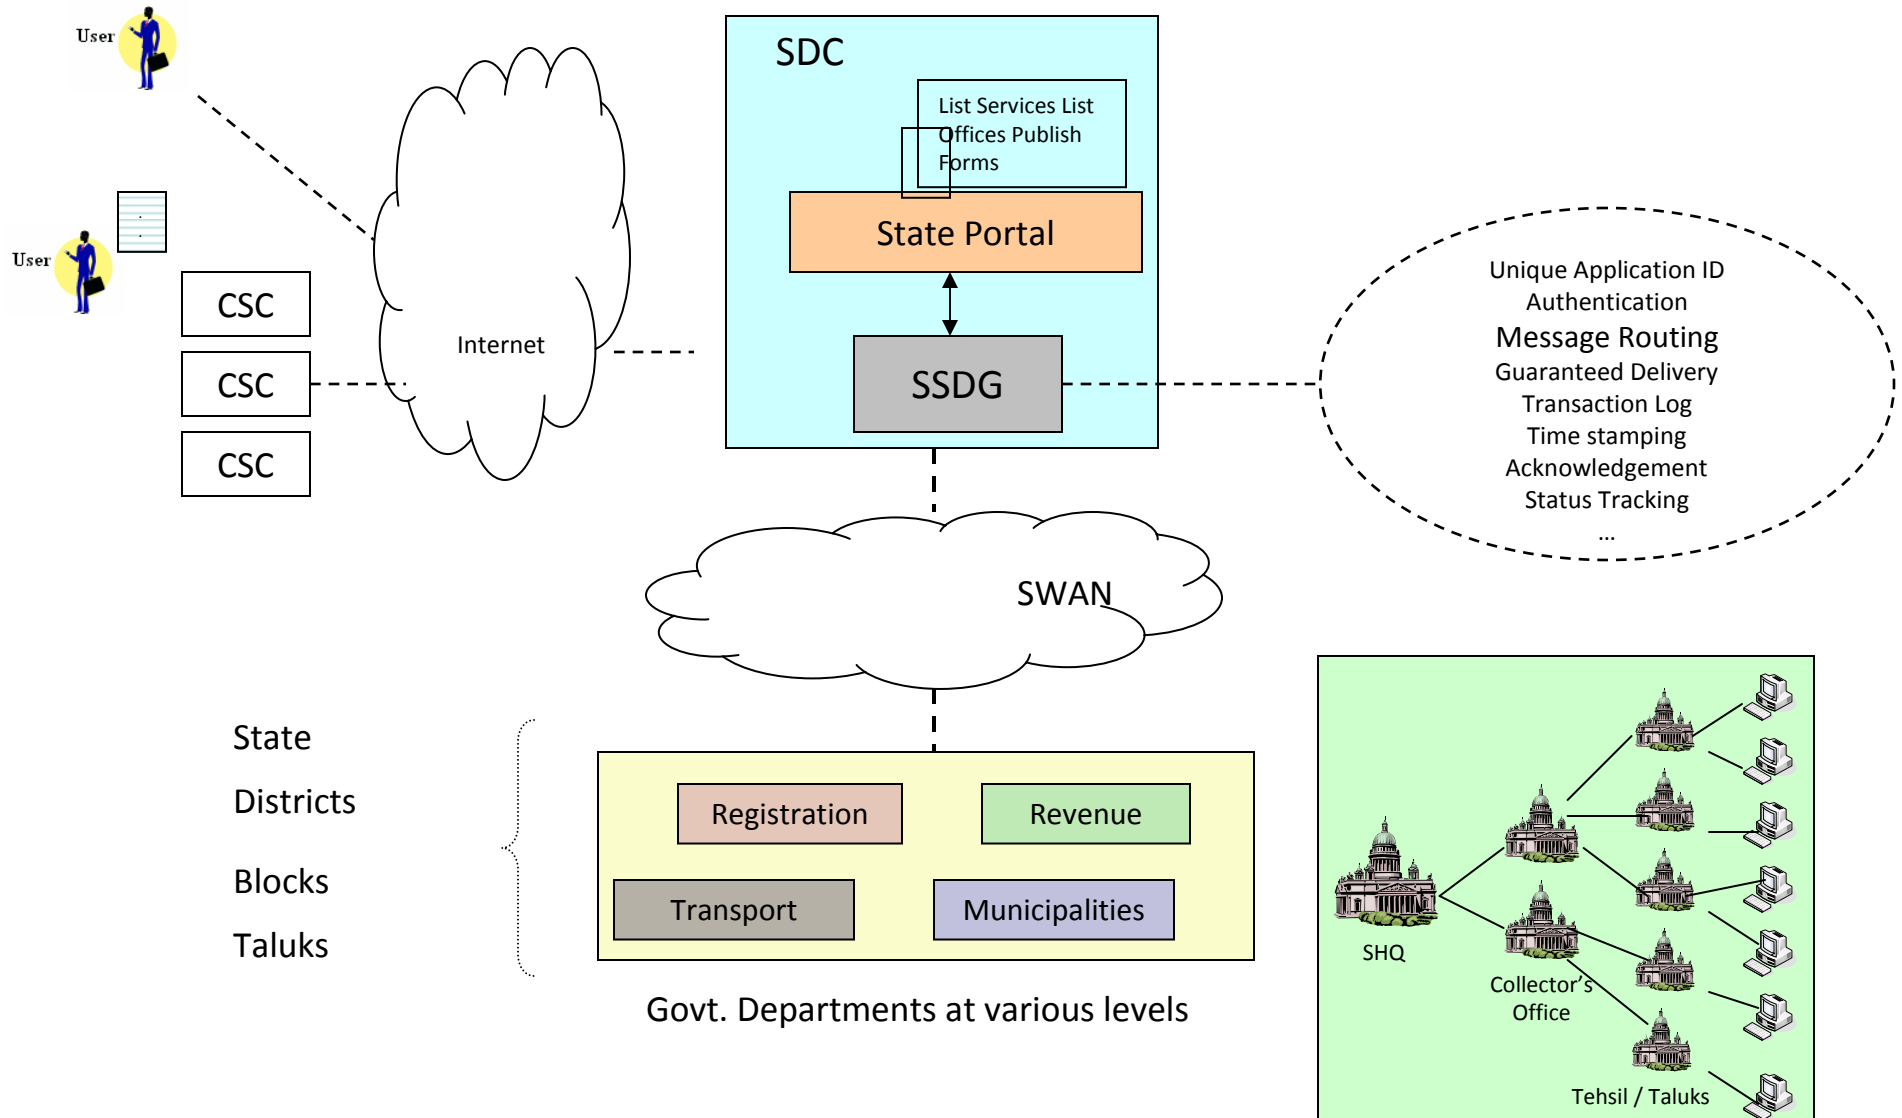 User
SDC
List Services List
Offices Publish
Forms
State Portal
User
CSC
CSC
CSC
Internet
SSDG
Unique Application ID
Authentication
Message Routing
Guaranteed Delivery
Transaction Log
Time stamping
Acknowledgement
Status Tracking
...
SWAN
State
Districts
Blocks
Taluks
Registration
Revenue
Transport
Municipalities
Govt. Departments at various levels
SHQ
Collector's
Office
Tehsil / Taluks